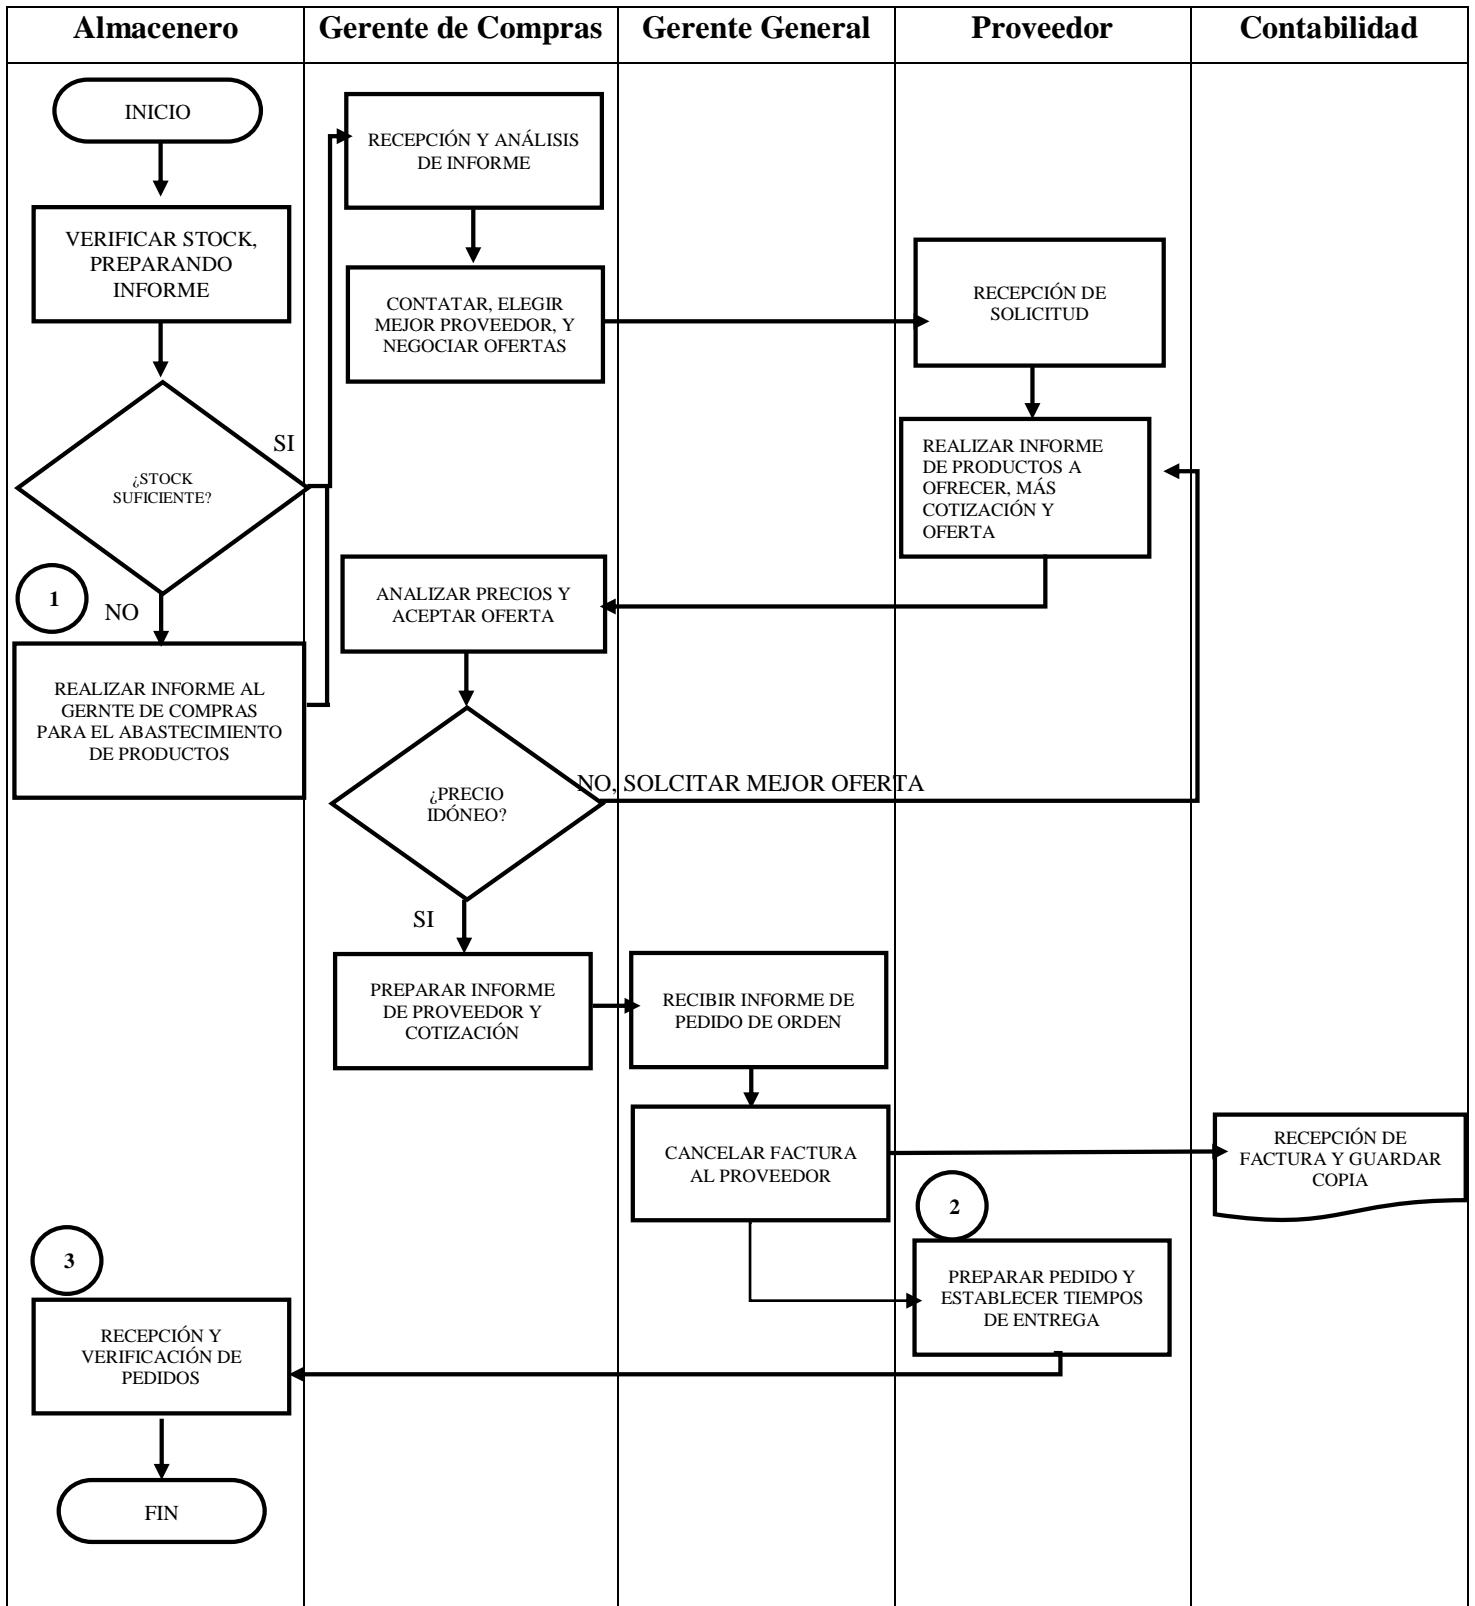 Almacenero
Gerente de Compras
Gerente General
Proveedor
Contabilidad
INICIO
RECEPCIÓN Y ANÁLISIS
DE INFORME
VERIFICAR STOCK,
PREPARANDO
INFORME
CONTATAR, ELEGIR
MEJOR PROVEEDOR, Y
NEGOCIAR OFERTAS
RECEPCIÓN DE
SOLICITUD
SI
¿STOCK
SUFICIENTE?
REALIZAR INFORME
DE PRODUCTOS A
OFRECER, MÁS
COTIZACIÓN Y
OFERTA
1
NO
ANALIZAR PRECIOS Y
ACEPTAR OFERTA
REALIZAR INFORME AL
GERNTE DE COMPRAS
PARA EL ABASTECIMIENTO
DE PRODUCTOS
¿PRECIO
IDÓNEO?
NO, SOLCITAR MEJOR OFERTA
SI
PREPARAR INFORME
DE PROVEEDOR Y
COTIZACIÓN
RECIBIR INFORME DE
PEDIDO DE ORDEN
CANCELAR FACTURA
AL PROVEEDOR
RECEPCIÓN DE
FACTURA Y GUARDAR
COPIA
2
PREPARAR PEDIDO Y
ESTABLECER TIEMPOS
DE ENTREGA
3
RECEPCIÓN Y
VERIFICACIÓN DE
PEDIDOS
FIN